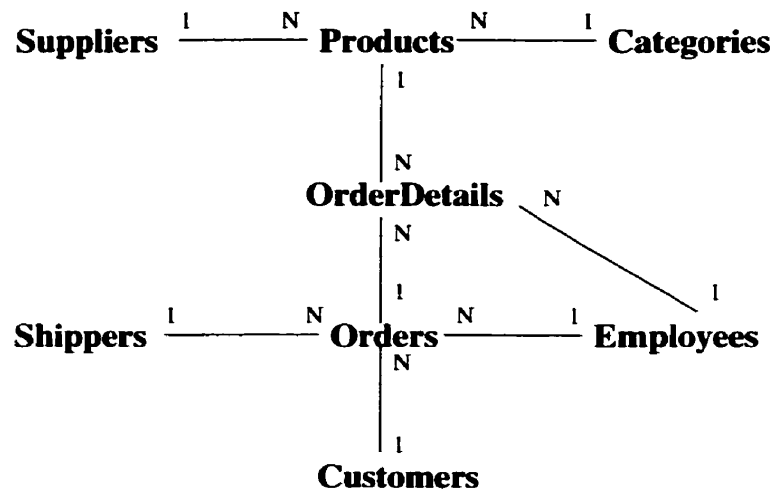 Suppliers 1 N Products N 1 Categories
1
N
OrderDetails N
N
1 1
Shippers 1 N Orders N 1 Employees
N
1
Customers